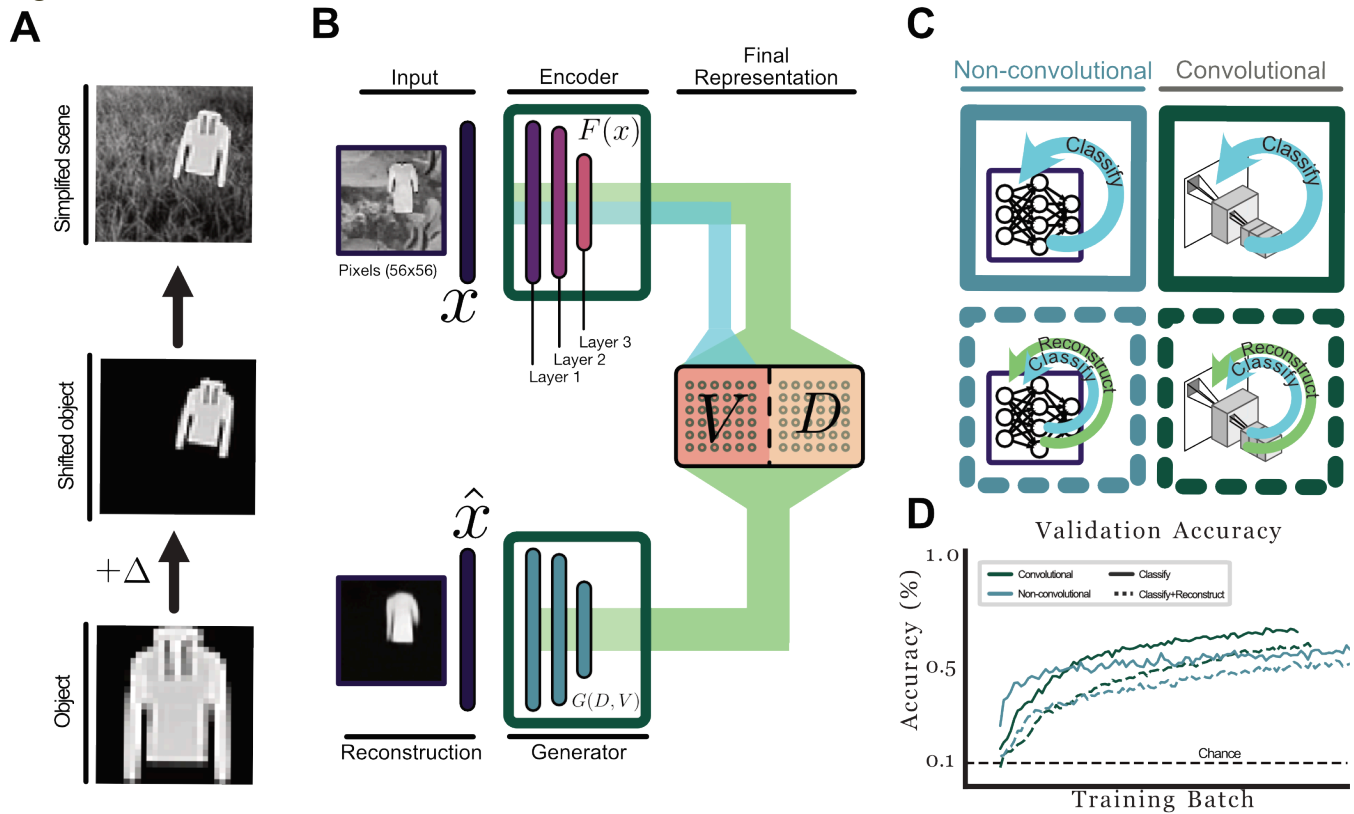 A
Simplifed scene
Shifted object
+Δ
Object
B
Input
Encoder
Final
Representation
F(x)
Pixels (56x56)
x
Layer 3
Layer 2
Layer 1
V
D
x̂
G(D, V)
Reconstruction
Generator
C
Non-convolutional
Convolutional
Classify
Classify
Reconstruct
Classify
Reconstruct
Classify
D
Validation Accuracy
1.0
Convolutional
Classify
Non-convolutional
Classify+Reconstruct
Accuracy (%)
0.5
Chance
0.1
Training Batch